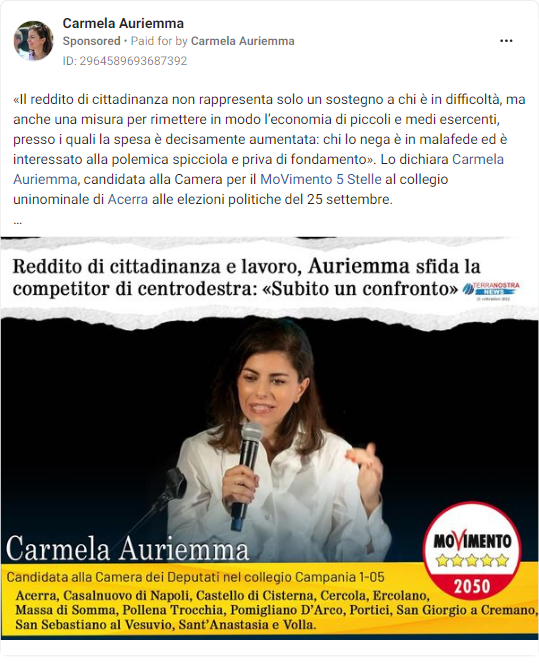 Carmela Auriemma
Sponsored • Paid for by Carmela Auriemma
ID: 2964589693687392
«Il reddito di cittadinanza non rappresenta solo un sostegno a chi è in difficoltà, ma
anche una misura per rimettere in modo l'economia di piccoli e medi esercenti,
presso i quali la spesa è decisamente aumentata: chi lo nega è in malafede ed è
interessato alla polemica spicciola e priva di fondamento». Lo dichiara Carmela
Auriemma, candidata alla Camera per il MoVimento 5 Stelle al collegio
uninominale di Acerra alle elezioni politiche del 25 settembre.
...
Reddito di cittadinanza e lavoro, Auriemma sfida la
competitor di centrodestra: «Subito un confronto»
TERRANOSTRA
NEWS
Carmela Auriemma
Candidata alla Camera dei Deputati nel collegio Campania 1-05
Acerra, Casalnuovo di Napoli, Castello di Cisterna, Cercola, Ercolano,
Massa di Somma, Pollena Trocchia, Pomigliano D'Arco, Portici, San Giorgio a Cremano,
San Sebastiano al Vesuvio, Sant'Anastasia e Volla.
MOVIMENTO
2050